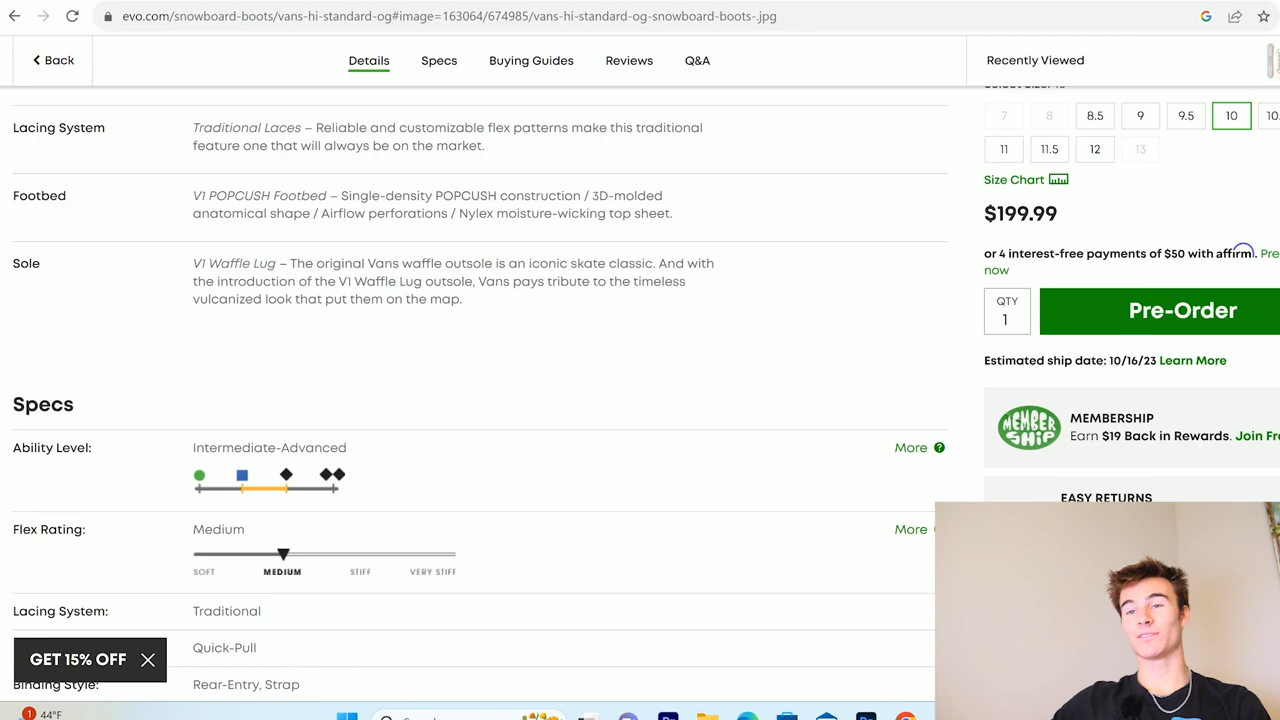 evo.com/snowboard-boots/vans-hi-standard-og#image=163064/674985/vans-hi-standard-og-snowboard-boots-.jpg
Back
Details Specs Buying Guides Reviews Q&A
Recently Viewed
Lacing System
Traditional Laces – Reliable and customizable flex patterns make this traditional
feature one that will always be on the market.
Footbed
V1 POPCUSH Footbed – Single-density POPCUSH construction / 3D-molded
anatomical shape / Airflow perforations / Nylex moisture-wicking top sheet.
Sole
V1 Waffle Lug – The original Vans waffle outsole is an iconic skate classic. And with
the introduction of the V1 Waffle Lug outsole, Vans pays tribute to the timeless
vulcanized look that put them on the map.
Specs
Ability Level:
Intermediate-Advanced
More
Flex Rating:
Medium
More
SOFT MEDIUM STIFF VERY STIFF
Lacing System:
Traditional
Quick-Pull
GET 15% OFF
Binding Style:
Rear-Entry, Strap
7 8 8.5 9 9.5 10 10.
11 11.5 12 13
Size Chart
$199.99
or 4 interest-free payments of $50 with affirm. Pre
now
QTY
1
Pre-Order
Estimated ship date: 10/16/23 Learn More
MEMBER
SHIP
MEMBERSHIP
Earn $19 Back in Rewards. Join Fr
EASY RETURNS
1
44°F